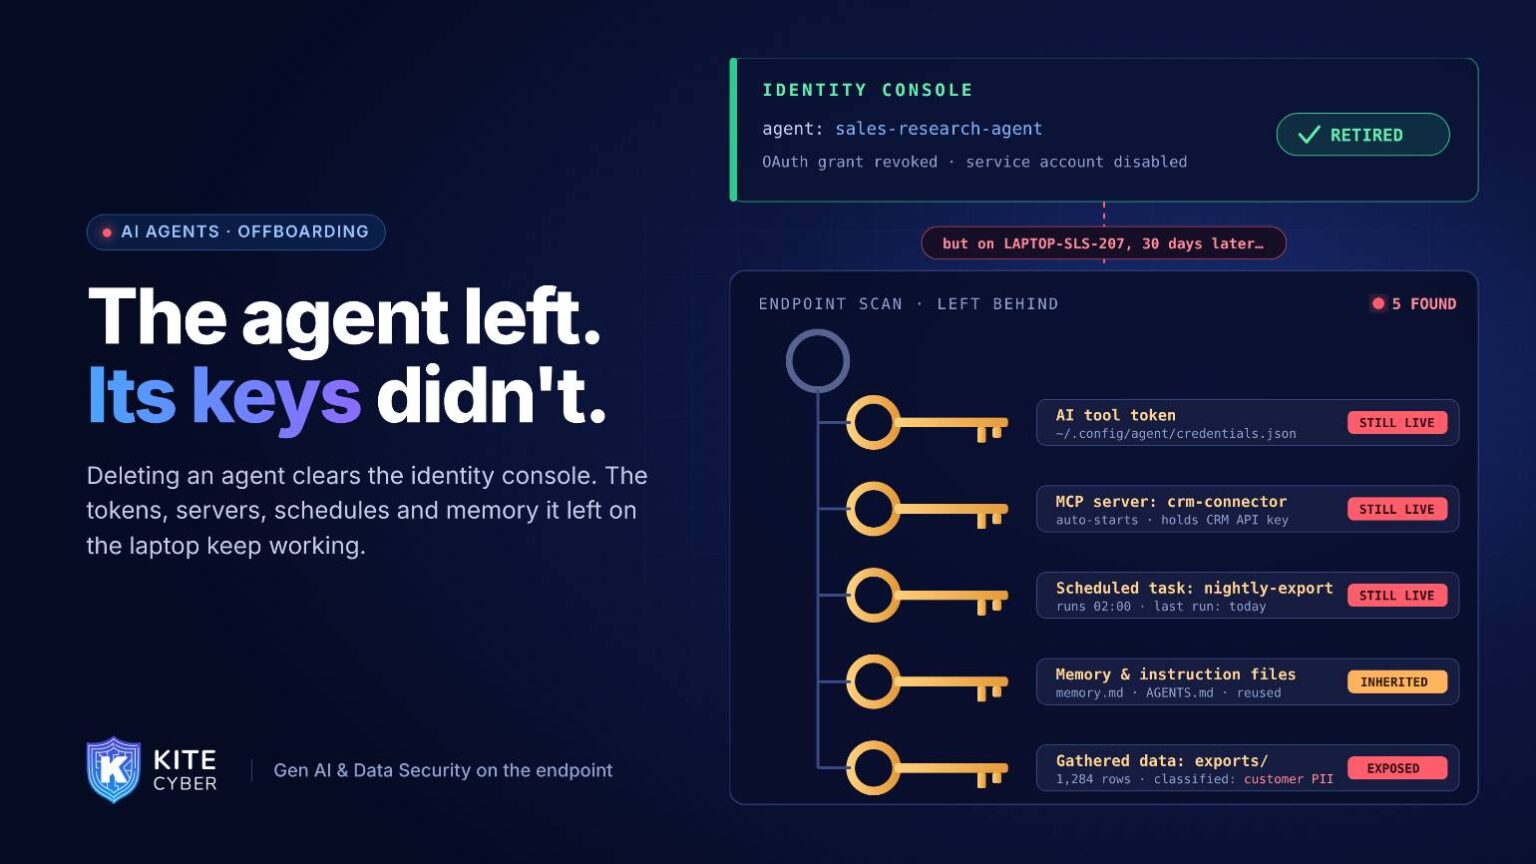 AI AGENTS · OFFBOARDING
The agent left.
Its keys didn't.
Deleting an agent clears the identity console. The
tokens, servers, schedules and memory it left on
the laptop keep working.
K
KITE
CYBER
Gen AI & Data Security on the endpoint
IDENTITY CONSOLE
agent: sales-research-agent
OAuth grant revoked · service account disabled
✓ RETIRED
but on LAPTOP-SLS-207, 30 days later…
ENDPOINT SCAN · LEFT BEHIND
5 FOUND
AI tool token
~/.config/agent/credentials.json
STILL LIVE
MCP server: crm-connector
auto-starts · holds CRM API key
STILL LIVE
Scheduled task: nightly-export
runs 02:00 · last run: today
STILL LIVE
Memory & instruction files
memory.md · AGENTS.md · reused
INHERITED
Gathered data: exports/
1,284 rows · classified: customer PII
EXPOSED